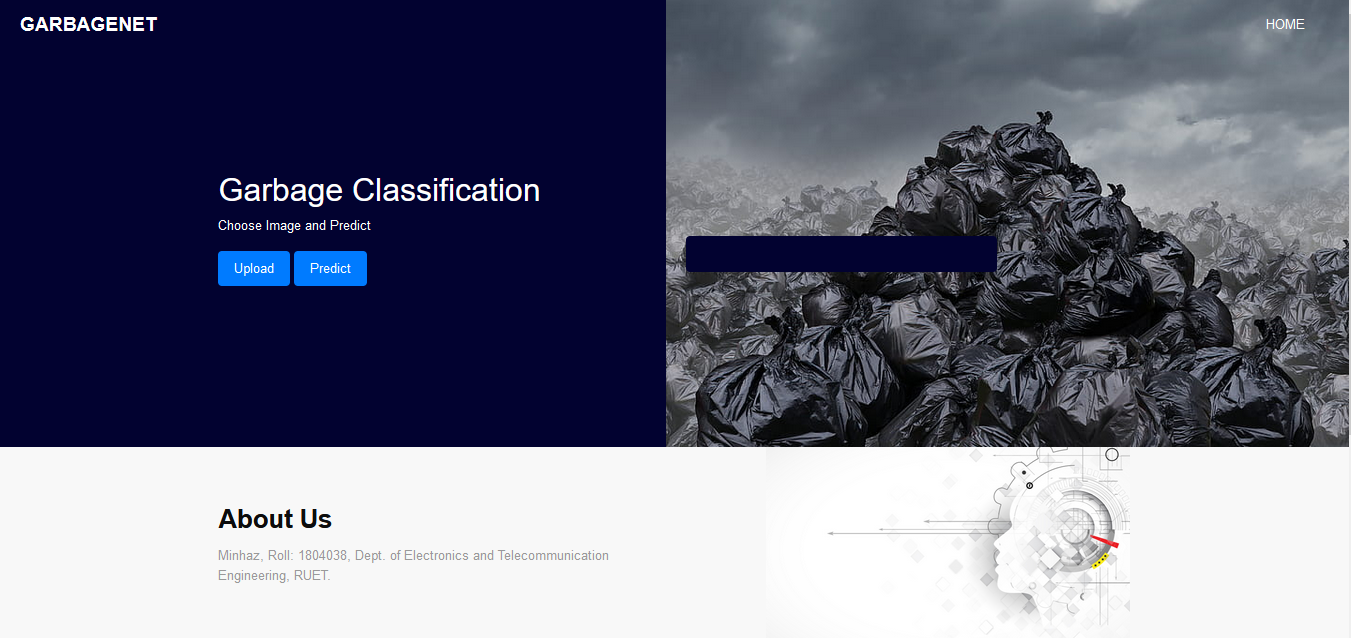 GARBAGENET
HOME
Garbage Classification
Choose Image and Predict
Upload
Predict
About Us
Minhaz, Roll: 1804038, Dept. of Electronics and Telecommunication
Engineering, RUET.